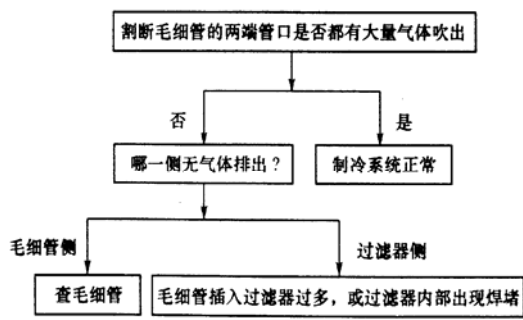 割断毛细管的两端管口是否都有大量气体吹出
否
是
哪一侧无气体排出?
制冷系统正常
毛细管侧
过滤器侧
查毛细管
毛细管插入过滤器过多，或过滤器内部出现焊堵